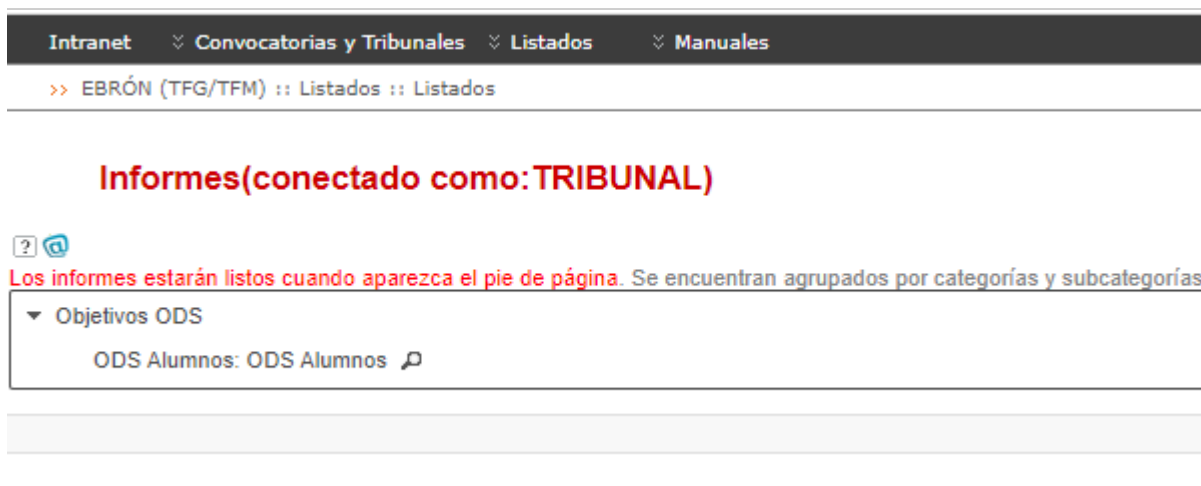 Intranet Convocatorias y Tribunales Listados Manuales
>> EBRÓN (TFG/TFM) :: Listados :: Listados
Informes(conectado como:TRIBUNAL)
? @
Los informes estarán listos cuando aparezca el pie de página. Se encuentran agrupados por categorías y subcategorías
Objetivos ODS
ODS Alumnos: ODS Alumnos